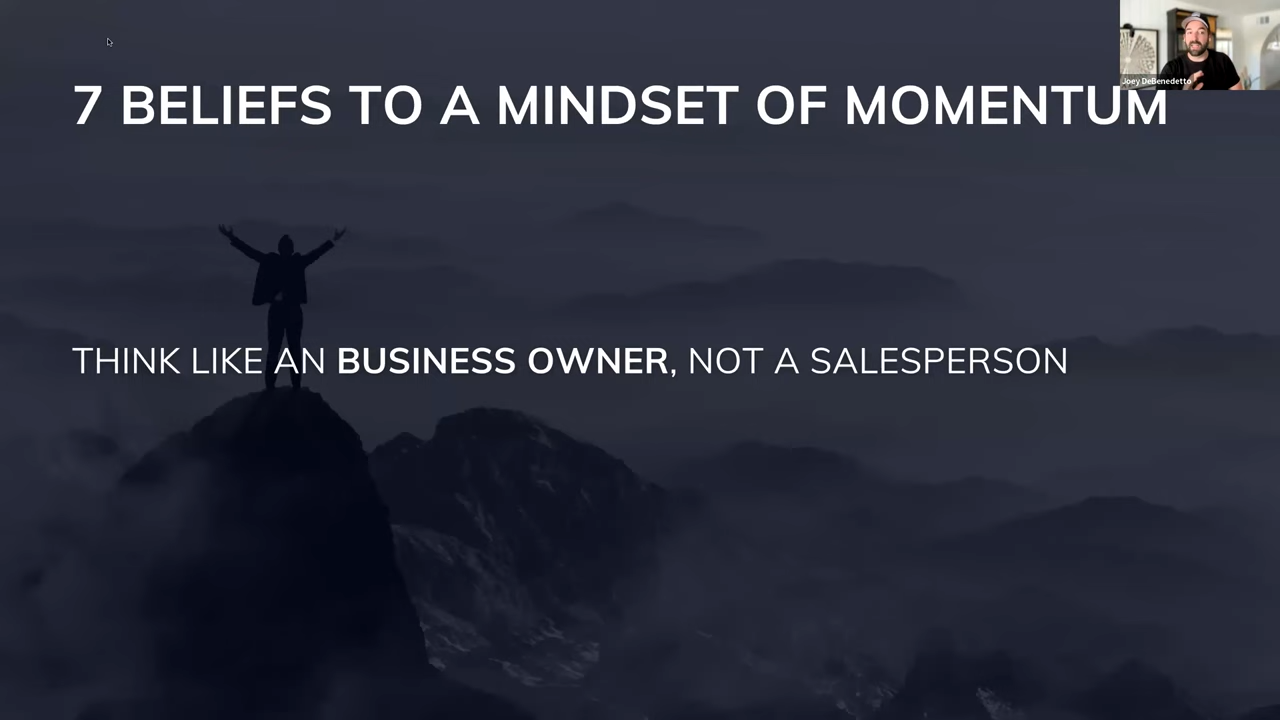 7 BELIEFS TO A MINDSET OF MOMENTUM
Joey DeBenedetto
THINK LIKE AN BUSINESS OWNER, NOT A SALESPERSON